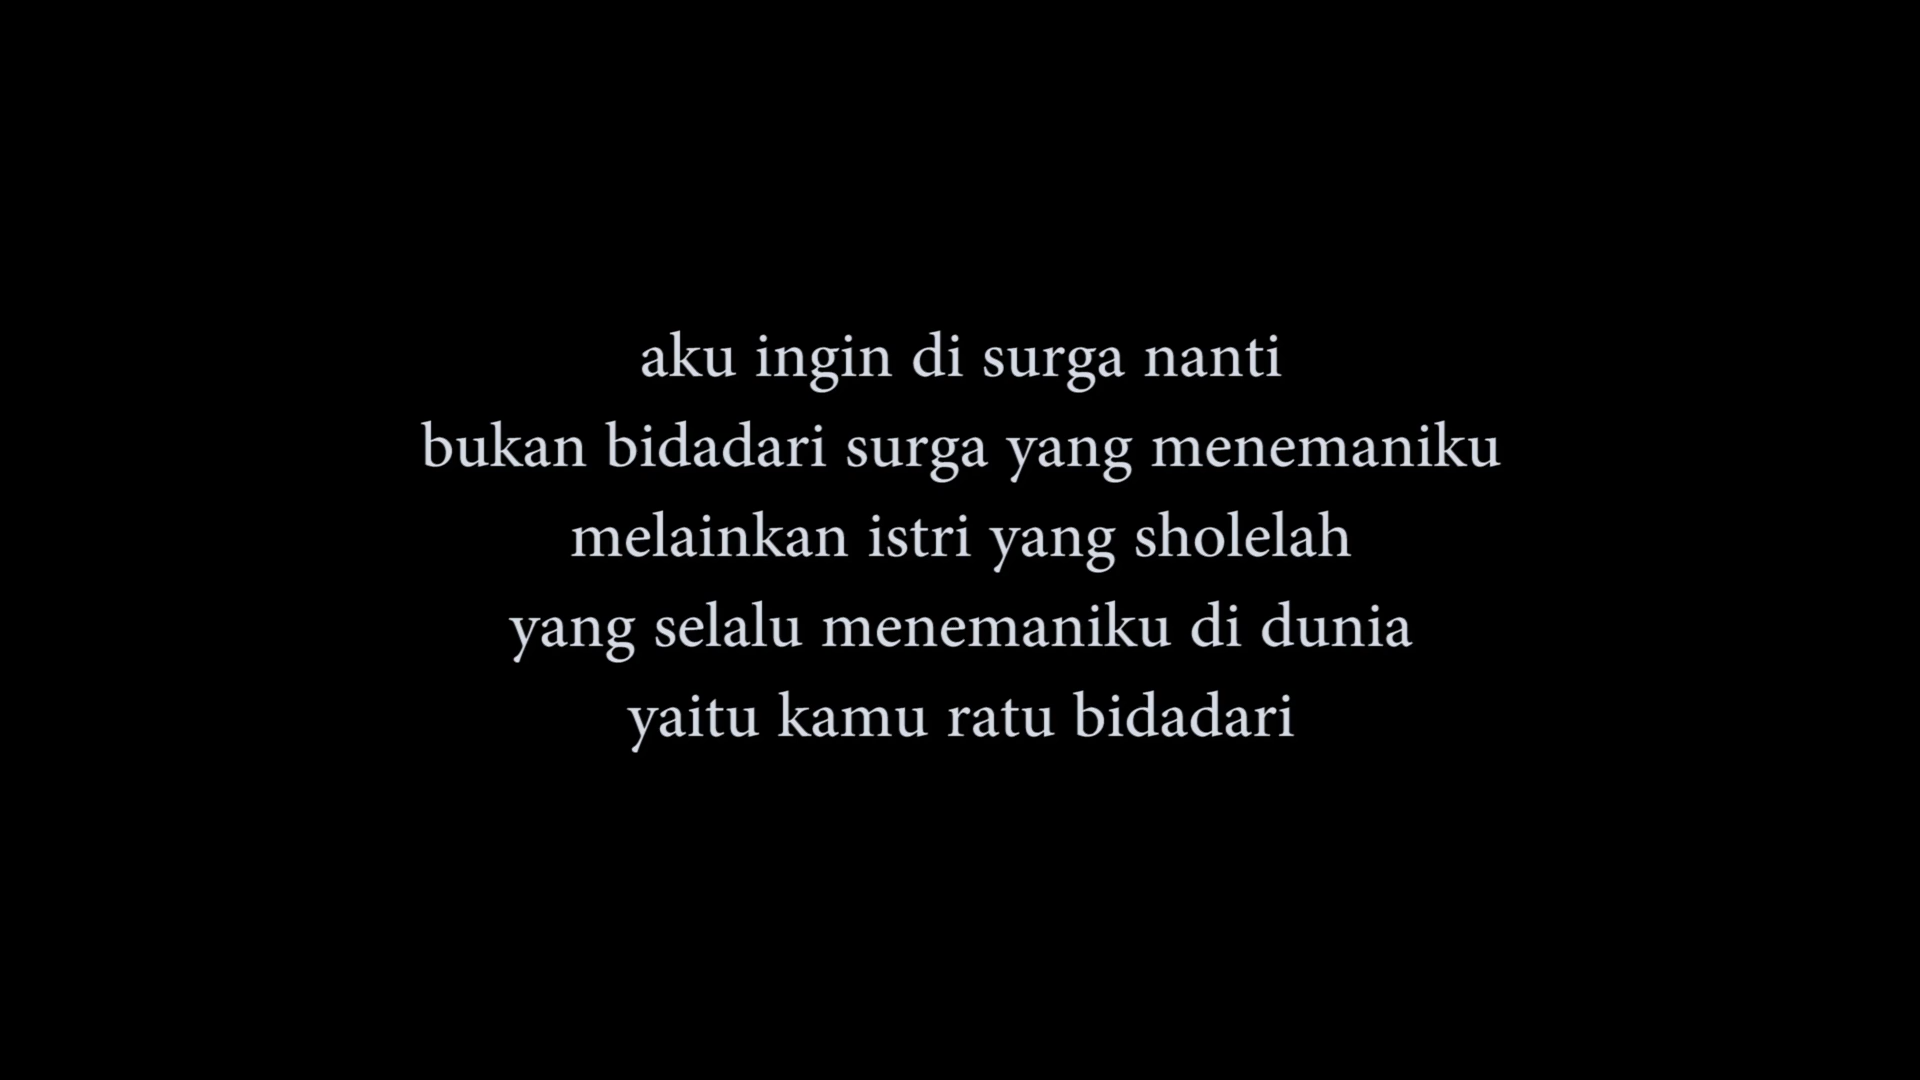 aku ingin di surga nanti
bukan bidadari surga yang menemaniku
melainkan istri yang sholelah
yang selalu menemaniku di dunia
yaitu kamu ratu bidadari